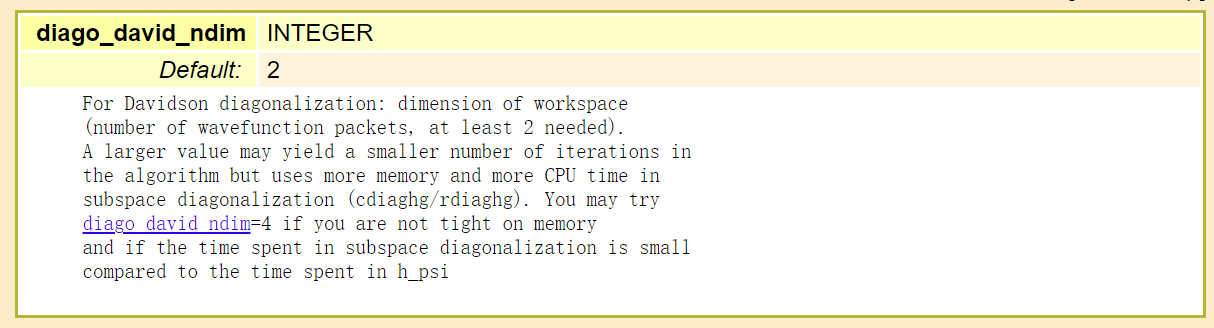 diago_david_ndim INTEGER
Default: 2
For Davidson diagonalization: dimension of workspace
(number of wavefunction packets, at least 2 needed).
A larger value may yield a smaller number of iterations in
the algorithm but uses more memory and more CPU time in
subspace diagonalization (cdiaghg/rdiaghg). You may try
diago_david_ndim=4 if you are not tight on memory
and if the time spent in subspace diagonalization is small
compared to the time spent in h_psi